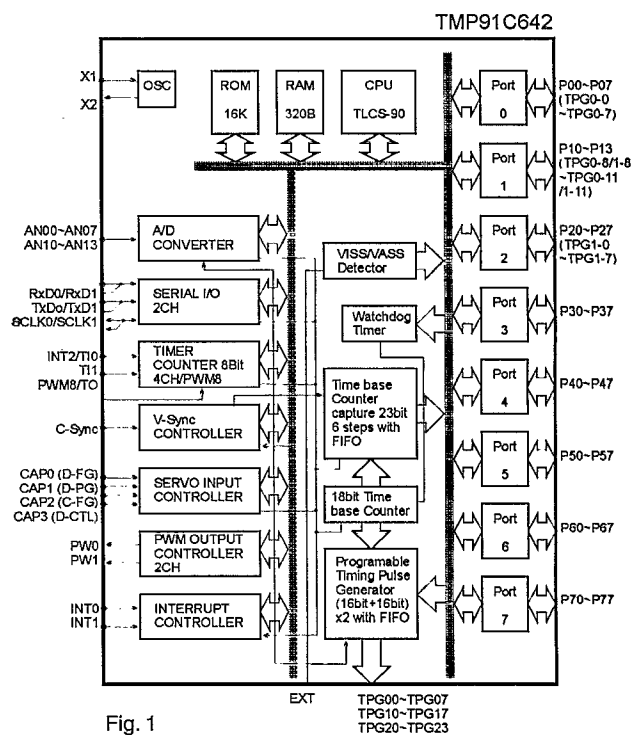 TMP91C642
X1
X2
OSC
ROM
16K
RAM
320B
CPU
TLCS-90
Port
0
P00~P07
(TPG0-0
~TPG0-7)
Port
1
P10~P13
(TPG0-8/1-8
~TPG0-11
/1-11)
AN00~AN07
AN10~AN13
A/D
CONVERTER
VISS/VASS
Detector
Port
2
P20~P27
(TPG1-0
~TPG1-7)
RxD0/RxD1
TxDo/TxD1
SCLK0/SCLK1
SERIAL I/O
2CH
Watchdog
Timer
Port
3
P30~P37
INT2/TI0
TI1
PWM8/TO
TIMER
COUNTER 8Bit
4CH/PWM8
Time base
Counter
capture 23bit
6 steps with
FIFO
Port
4
P40~P47
C-Sync
V-Sync
CONTROLLER
Port
5
P50~P57
CAP0 (D-FG)
CAP1 (D-PG)
CAP2 (C-FG)
CAP3 (D-CTL)
SERVO INPUT
CONTROLLER
18bit Time
base Counter
Port
6
P60~P67
PW0
PW1
PWM OUTPUT
CONTROLLER
2CH
Programable
Timing Pulse
Generator
(16bit+16bit)
x2 with FIFO
Port
7
P70~P77
INT0
INT1
INTERRUPT
CONTROLLER
EXT
TPG00~TPG07
TPG10~TPG17
TPG20~TPG23
Fig. 1